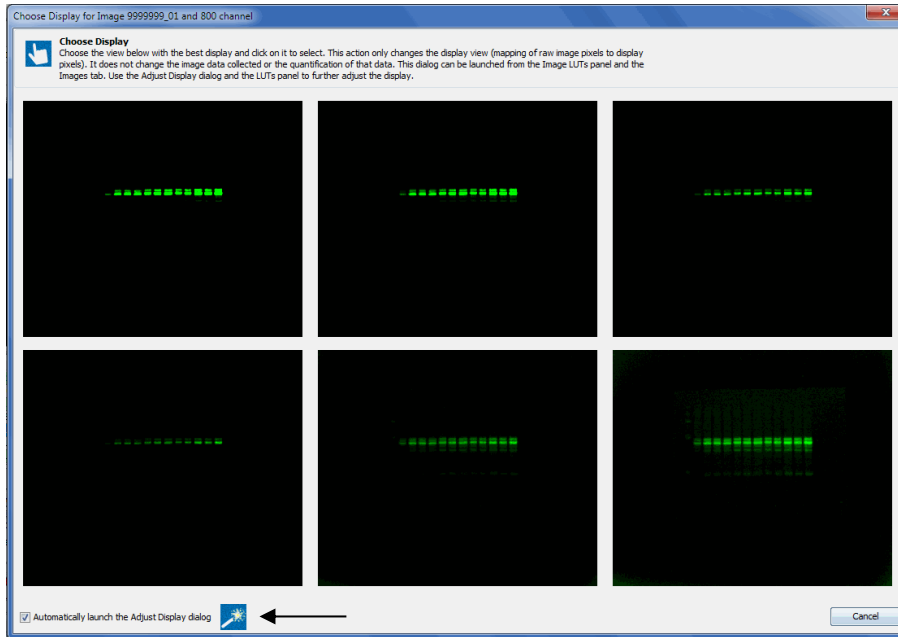 Choose Display for Image 9999999_01 and 800 channel
Choose Display
Choose the view below with the best display and click on it to select. This action only changes the display view (mapping of raw image pixels to display
pixels). It does not change the image data collected or the quantification of that data. This dialog can be launched from the Image LUTs panel and the
Images tab. Use the Adjust Display dialog and the LUTs panel to further adjust the display.
Automatically launch the Adjust Display dialog
Cancel